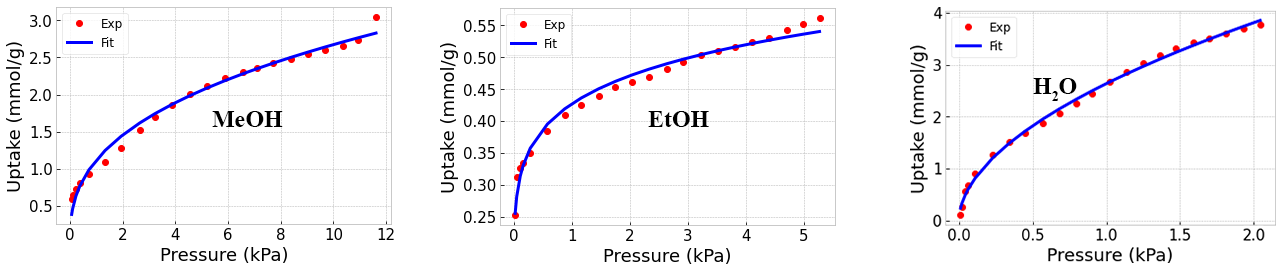 Uptake (mmol/g)
3.0
2.5
2.0
1.5
1.0
0.5
Exp
Fit
MeOH
0 2 4 6 8 10 12
Pressure (kPa)
Uptake (mmol/g)
0.55
0.50
0.45
0.40
0.35
0.30
0.25
Exp
Fit
EtOH
0 1 2 3 4 5
Pressure (kPa)
Uptake (mmol/g)
4
3
2
1
0
Exp
Fit
H₂O
0.0 0.5 1.0 1.5 2.0
Pressure (kPa)